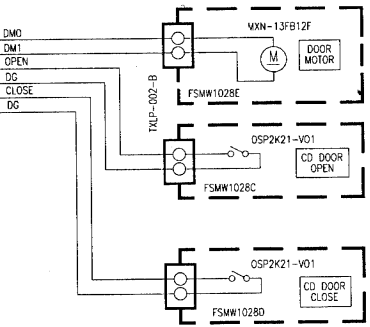 DM0
DM1
OPEN
DG
CLOSE
DG
TXLP-002-B
MXN-13FB12F
M
DOOR
MOTOR
FSMW1028E
OSP2K21-V01
CD DOOR
OPEN
FSMW1028C
OSP2K21-V01
CD DOOR
CLOSE
FSMW1028D